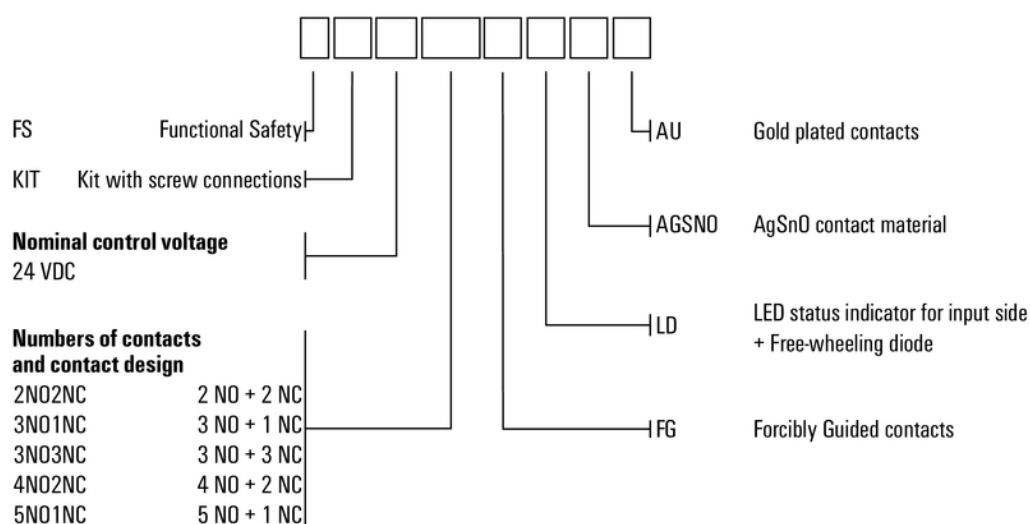 FS Functional Safety
KIT Kit with screw connections
Nominal control voltage
24 VDC
Numbers of contacts
and contact design
2NO2NC 2 NO + 2 NC
3NO1NC 3 NO + 1 NC
3NO3NC 3 NO + 3 NC
4NO2NC 4 NO + 2 NC
5NO1NC 5 NO + 1 NC
AU Gold plated contacts
AGSNO AgSnO contact material
LD LED status indicator for input side
+ Free-wheeling diode
FG Forcibly Guided contacts